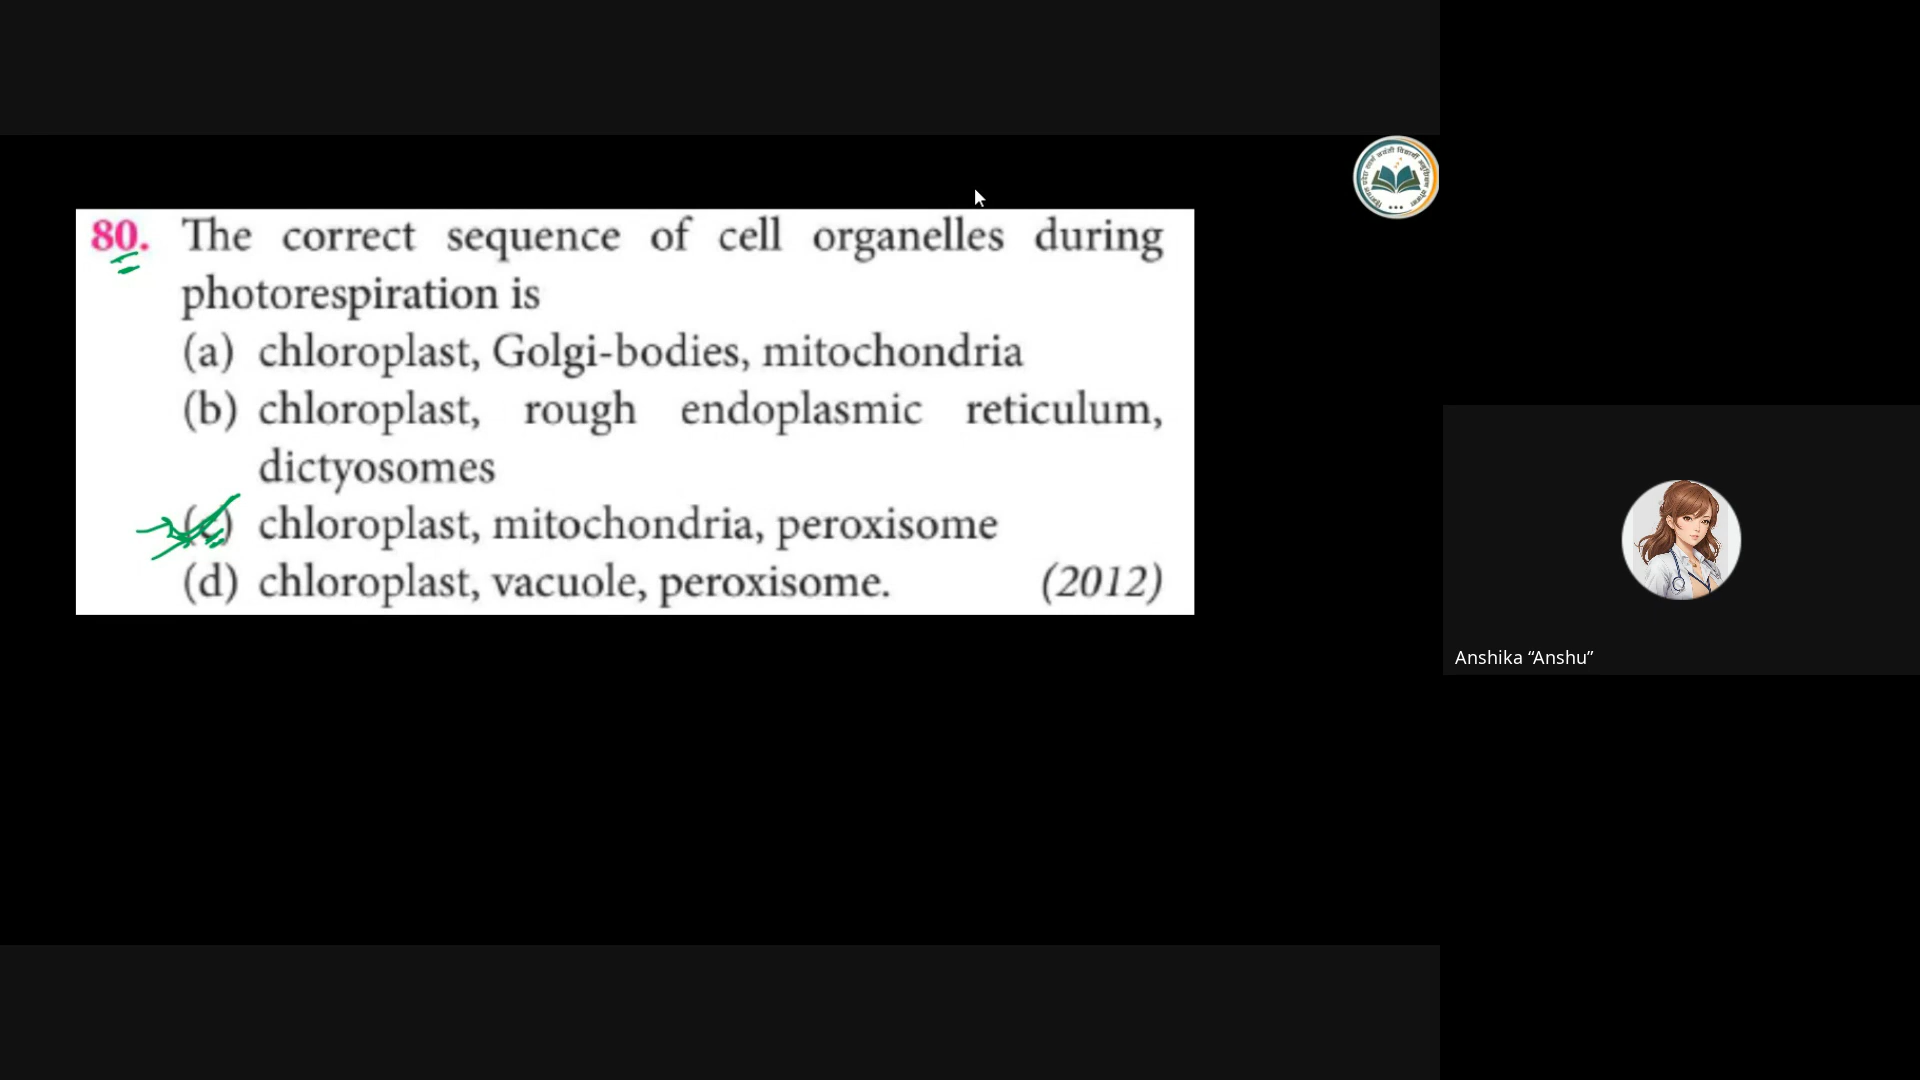 80. The correct sequence of cell organelles during
photorespiration is
(a) chloroplast, Golgi-bodies, mitochondria
(b) chloroplast, rough endoplasmic reticulum,
dictyosomes
(c) chloroplast, mitochondria, peroxisome
(d) chloroplast, vacuole, peroxisome. (2012)
Anshika “Anshu”